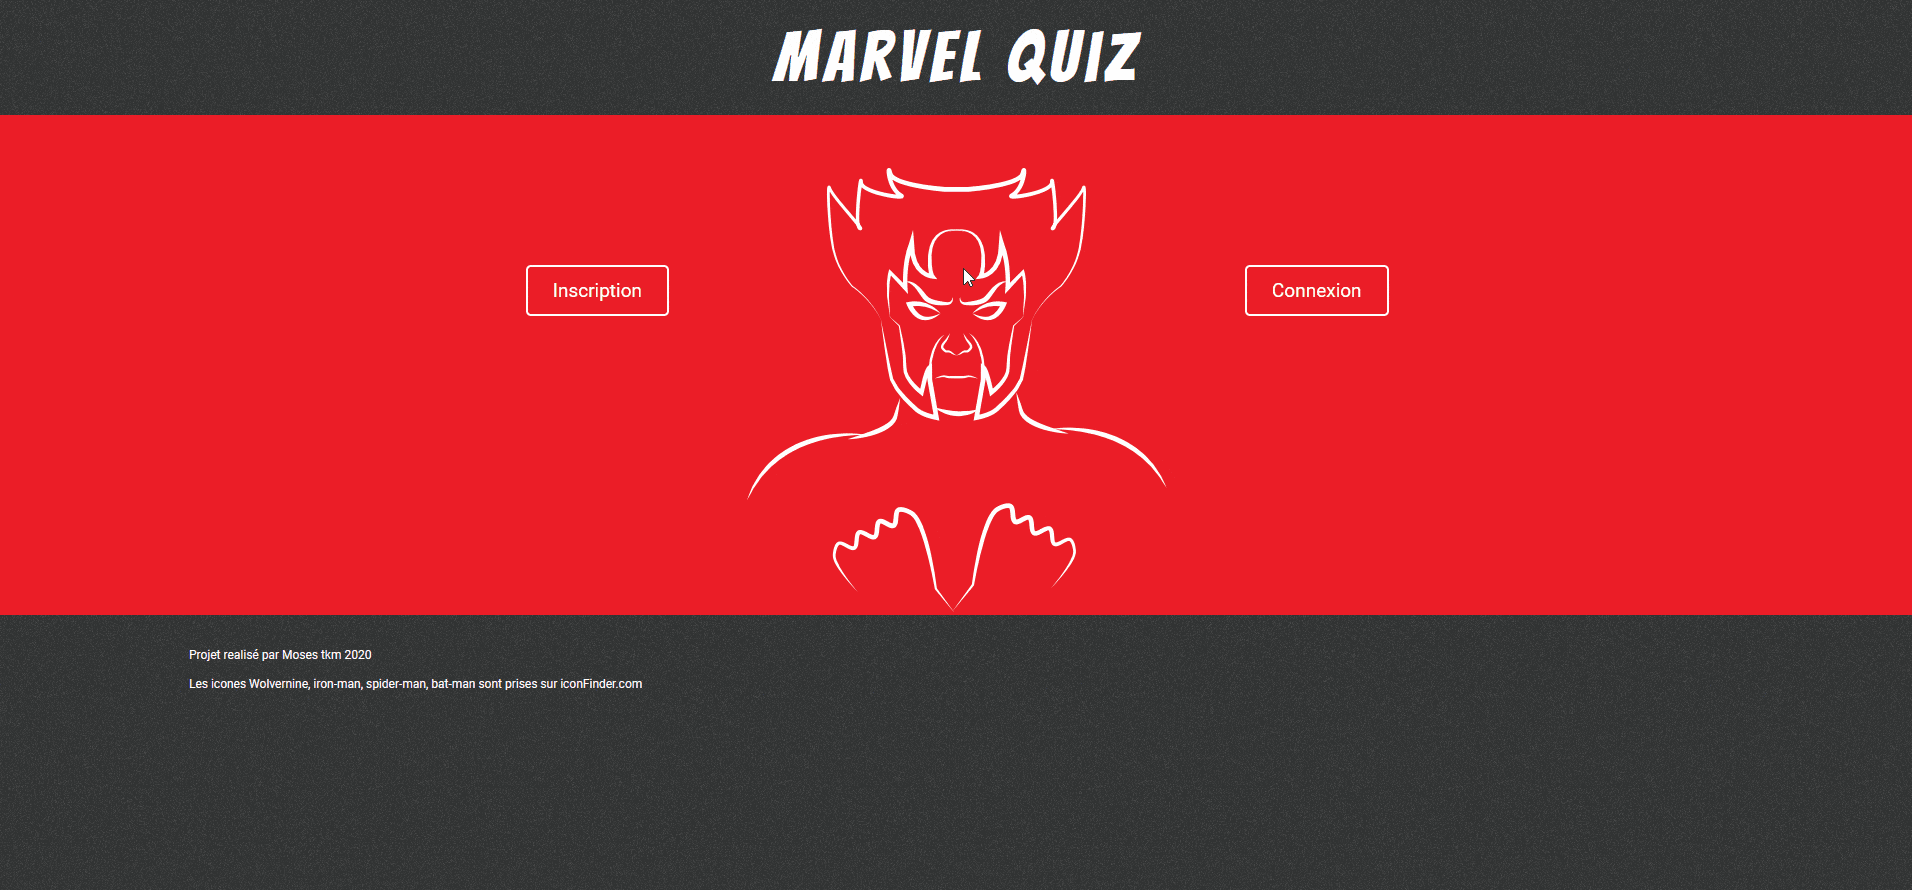 MARVEL QUIZ
Inscription
Connexion
Projet realisé par Moses tkm 2020
Les icones Wolvernine, iron-man, spider-man, bat-man sont prises sur iconFinder.com